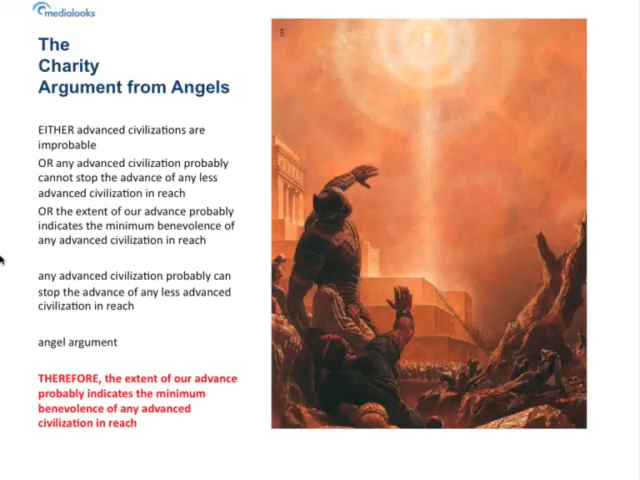 medialooks
The
Charity
Argument from Angels
EITHER advanced civilizations are
improbable
OR any advanced civilization probably
cannot stop the advance of any less
advanced civilization in reach
OR the extent of our advance probably
indicates the minimum benevolence of
any advanced civilization in reach
any advanced civilization probably can
stop the advance of any less advanced
civilization in reach
angel argument
THEREFORE, the extent of our advance
probably indicates the minimum
benevolence of any advanced
civilization in reach